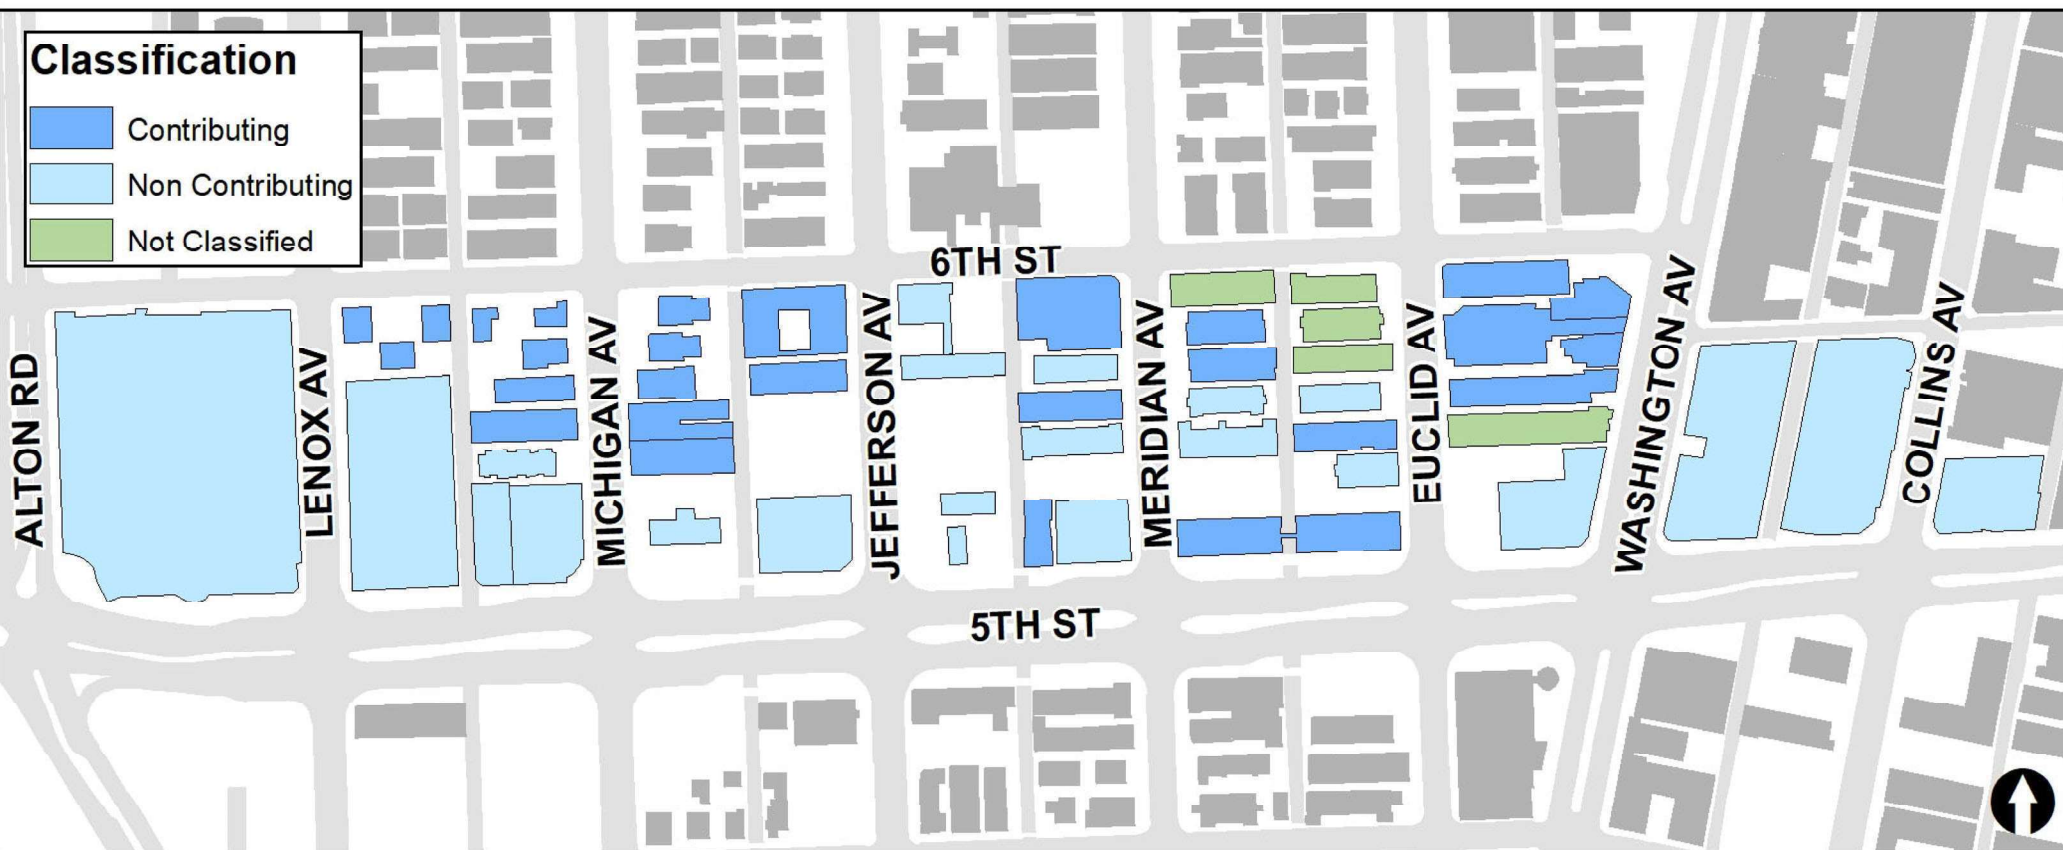 Classification
Contributing
Non Contributing
Not Classified
6TH ST
ALTON RD
LENOX AV
MICHIGAN AV
JEFFERSON AV
MERIDIAN AV
EUCLID AV
WASHINGTON AV
COLLINS AV
5TH ST